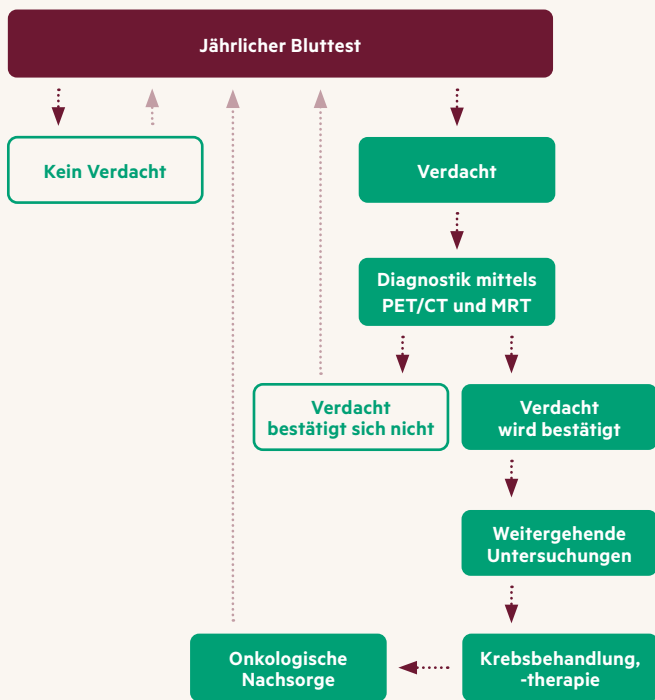 Jährlicher Bluttest
Kein Verdacht
Verdacht
Diagnostik mittels
PET/CT und MRT
Verdacht
bestätigt sich nicht
Verdacht
wird bestätigt
Weitergehende
Untersuchungen
Onkologische
Nachsorge
Krebsbehandlung,
-therapie